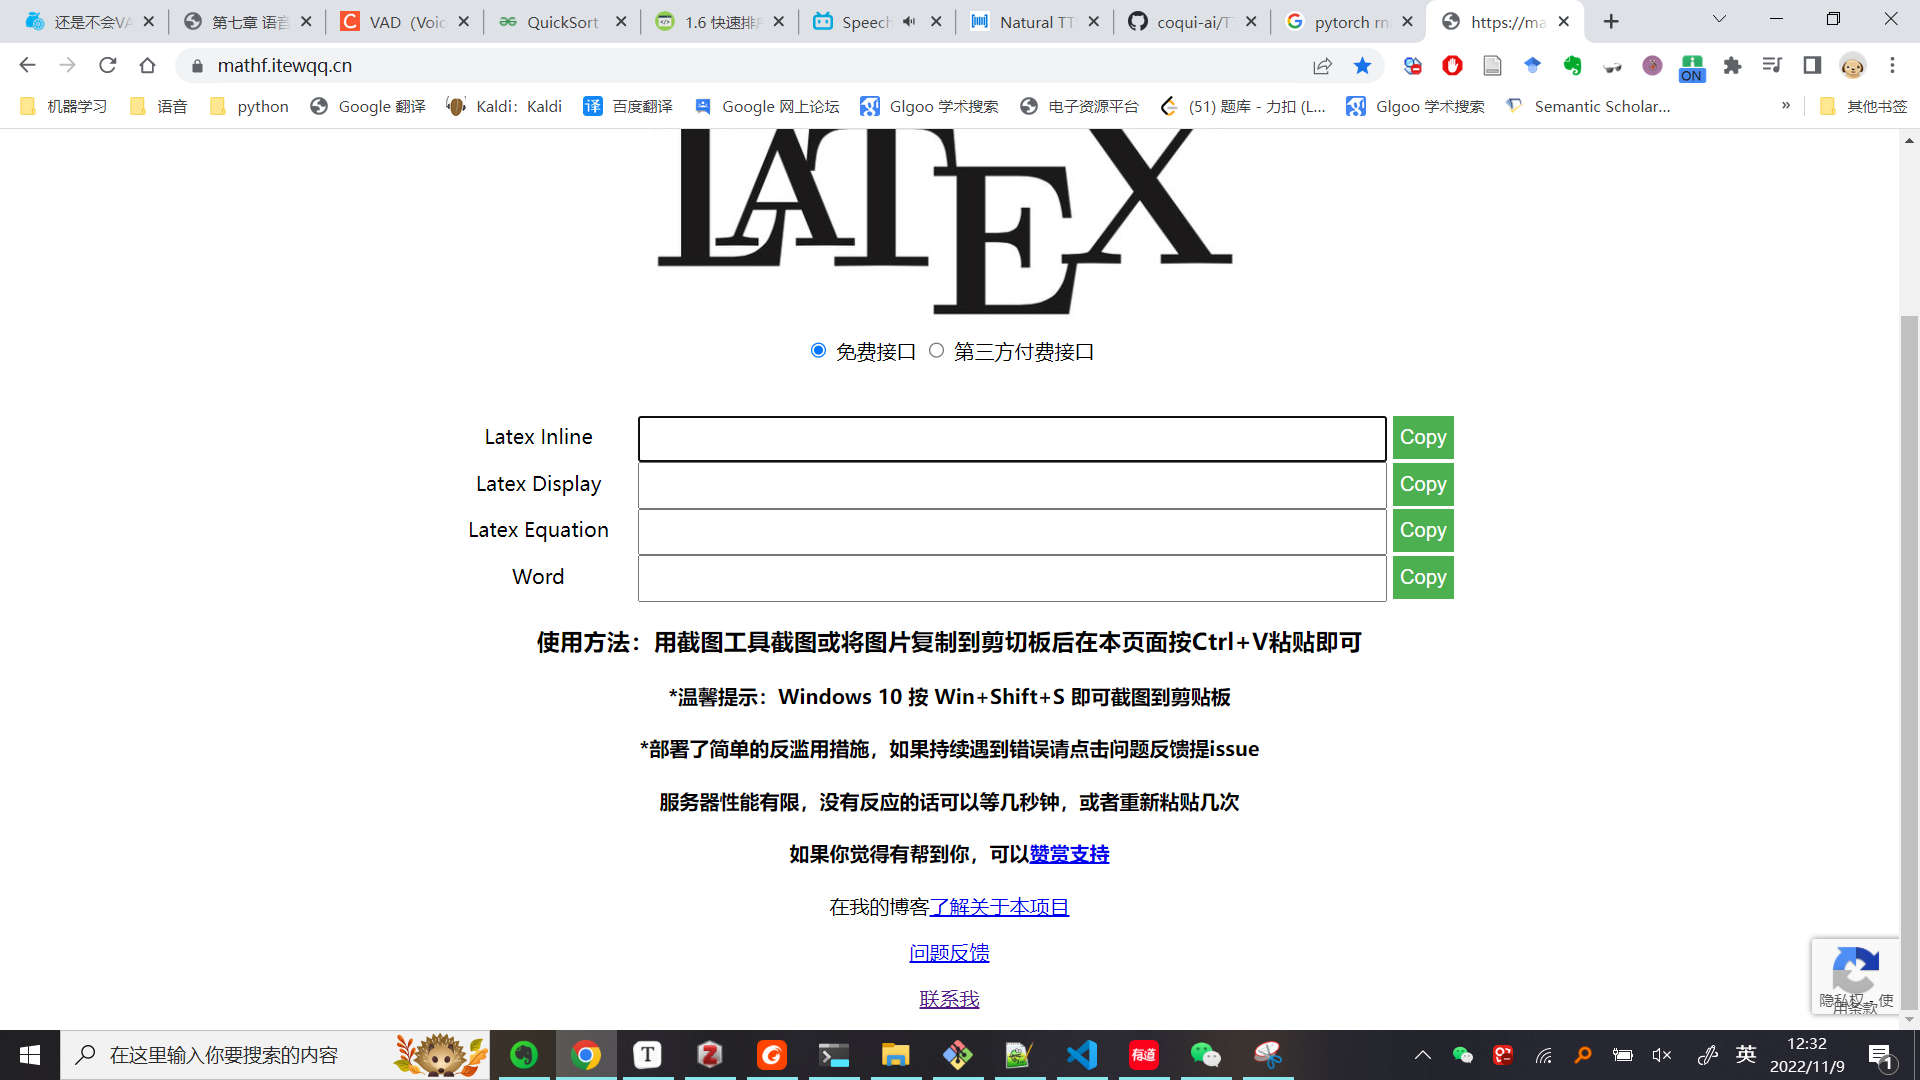 还是不会VA
第七章 语音
VAD（Voic
QuickSort
1.6 快速排序
Speech
Natural TT
coqui-ai/T
pytorch rn
https://ma
mathf.itewqq.cn
ON
机器学习
语音
python
Google 翻译
Kaldi：Kaldi
译
百度翻译
Google 网上论坛
Glgoo 学术搜索
电子资源平台
(51) 题库 - 力扣 (L...
Glgoo 学术搜索
Semantic Scholar...
»
其他书签
LATEX
免费接口
第三方付费接口
Latex Inline
Copy
Latex Display
Copy
Latex Equation
Copy
Word
Copy
使用方法：用截图工具截图或将图片复制到剪切板后在本页面按Ctrl+V粘贴即可
*温馨提示：Windows 10 按 Win+Shift+S 即可截图到剪贴板
*部署了简单的反滥用措施，如果持续遇到错误请点击问题反馈提issue
服务器性能有限，没有反应的话可以等几秒钟，或者重新粘贴几次
如果你觉得有帮到你，可以赞赏支持
在我的博客了解关于本项目
问题反馈
联系我
隐私权 - 使用条款
在这里输入你要搜索的内容
T
Z
有道
英
12:32
2022/11/9
1